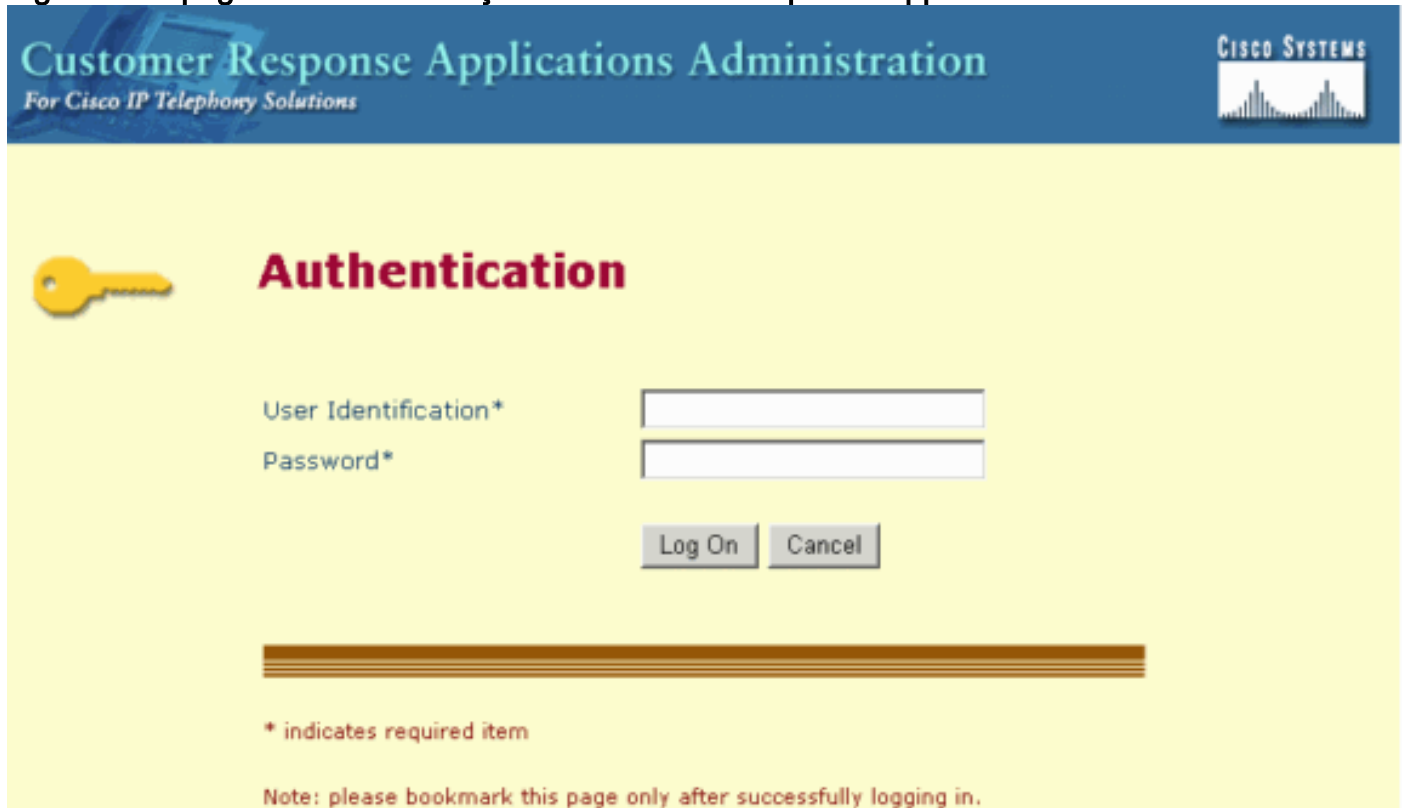 Customer Response Applications Administration
For Cisco IP Telephony Solutions
CISCO SYSTEMS
Authentication
User Identification*
Password*
Log On Cancel
* indicates required item
Note: please bookmark this page only after successfully logging in.